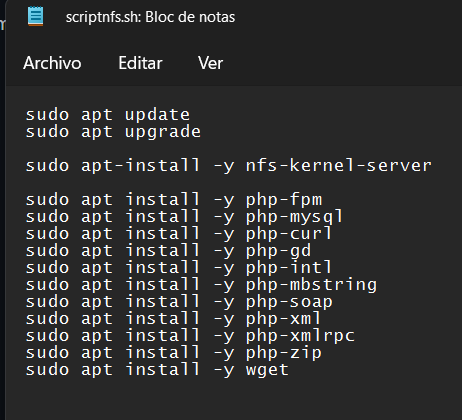 scriptnfs.sh: Bloc de notas
Archivo Editar Ver
sudo apt update
sudo apt upgrade
sudo apt-install -y nfs-kernel-server
sudo apt install -y php-fpm
sudo apt install -y php-mysql
sudo apt install -y php-curl
sudo apt install -y php-gd
sudo apt install -y php-intl
sudo apt install -y php-mbstring
sudo apt install -y php-soap
sudo apt install -y php-xml
sudo apt install -y php-xmlrpc
sudo apt install -y php-zip
sudo apt install -y wget